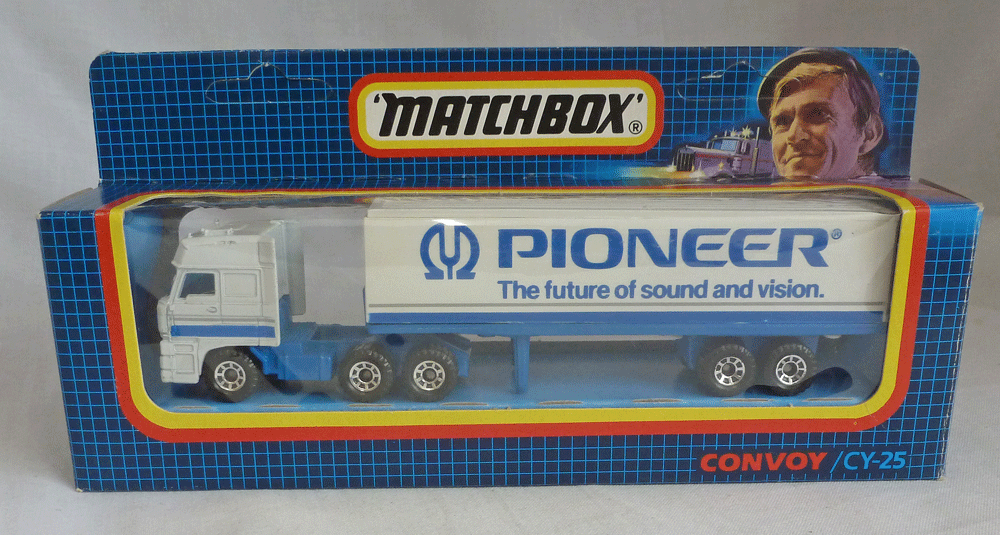 'MATCHBOX'®
PIONEER®
The future of sound and vision.
CONVOY/CY-25